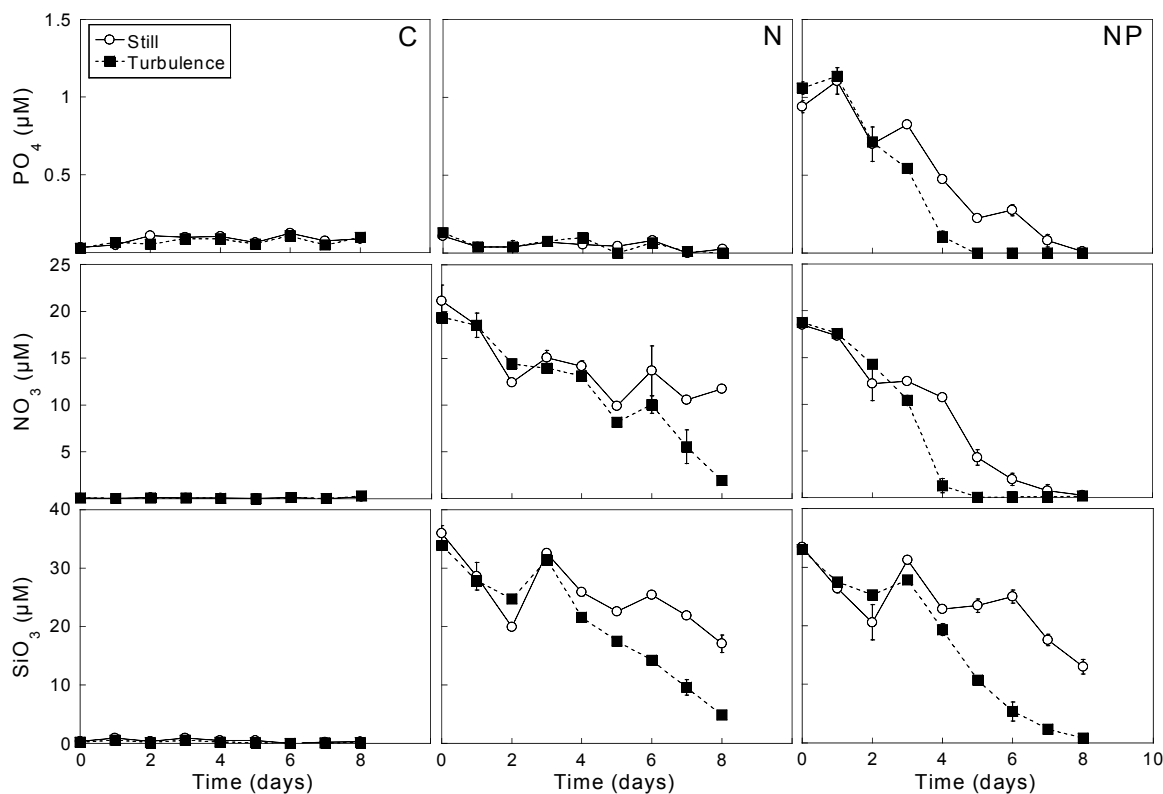 C
N
NP
Still
Turbulence
PO4 (µM)
1.5
1
0.5
NO3 (µM)
25
20
15
10
5
0
SiO3 (µM)
40
30
20
10
0
0 2 4 6 8 0 2 4 6 8 0 2 4 6 8 10
Time (days) Time (days) Time (days)